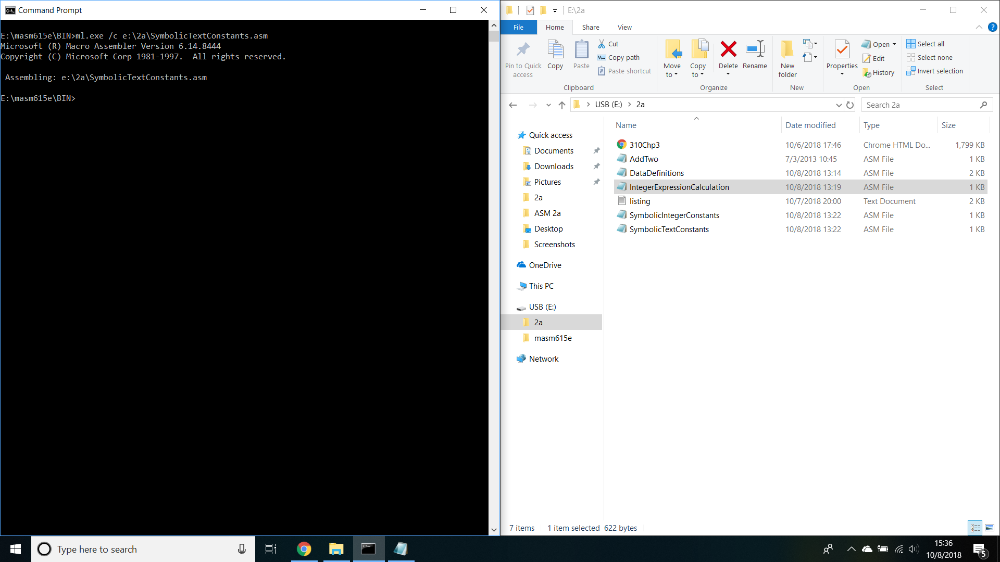 Command Prompt
E:\masm615e\BIN>ml.exe /c e:\2a\SymbolicTextConstants.asm
Microsoft (R) Macro Assembler Version 6.14.8444
Copyright (C) Microsoft Corp 1981-1997.  All rights reserved.
Assembling: e:\2a\SymbolicTextConstants.asm
E:\masm615e\BIN>
E:\2a
File Home Share View
Pin to Quick access
Copy
Paste
Cut
Copy path
Paste shortcut
Clipboard
Move to
Copy to
Delete
Rename
Organize
New folder
New
Properties
Open
Edit
History
Open
Select all
Select none
Invert selection
Select
USB (E:) 2a
Search 2a
Quick access
Documents
Downloads
Pictures
2a
ASM 2a
Desktop
Screenshots
OneDrive
This PC
USB (E:)
2a
masm615e
Network
Name Date modified Type Size
310Chp3 10/6/2018 17:46 Chrome HTML Do... 1,799 KB
AddTwo 7/3/2013 10:45 ASM File 1 KB
DataDefinitions 10/8/2018 13:14 ASM File 2 KB
IntegerExpressionCalculation 10/8/2018 13:19 ASM File 1 KB
listing 10/7/2018 20:00 Text Document 2 KB
SymbolicIntegerConstants 10/8/2018 13:22 ASM File 1 KB
SymbolicTextConstants 10/8/2018 13:22 ASM File 1 KB
7 items 1 item selected 622 bytes
Type here to search
15:36
10/8/2018
5